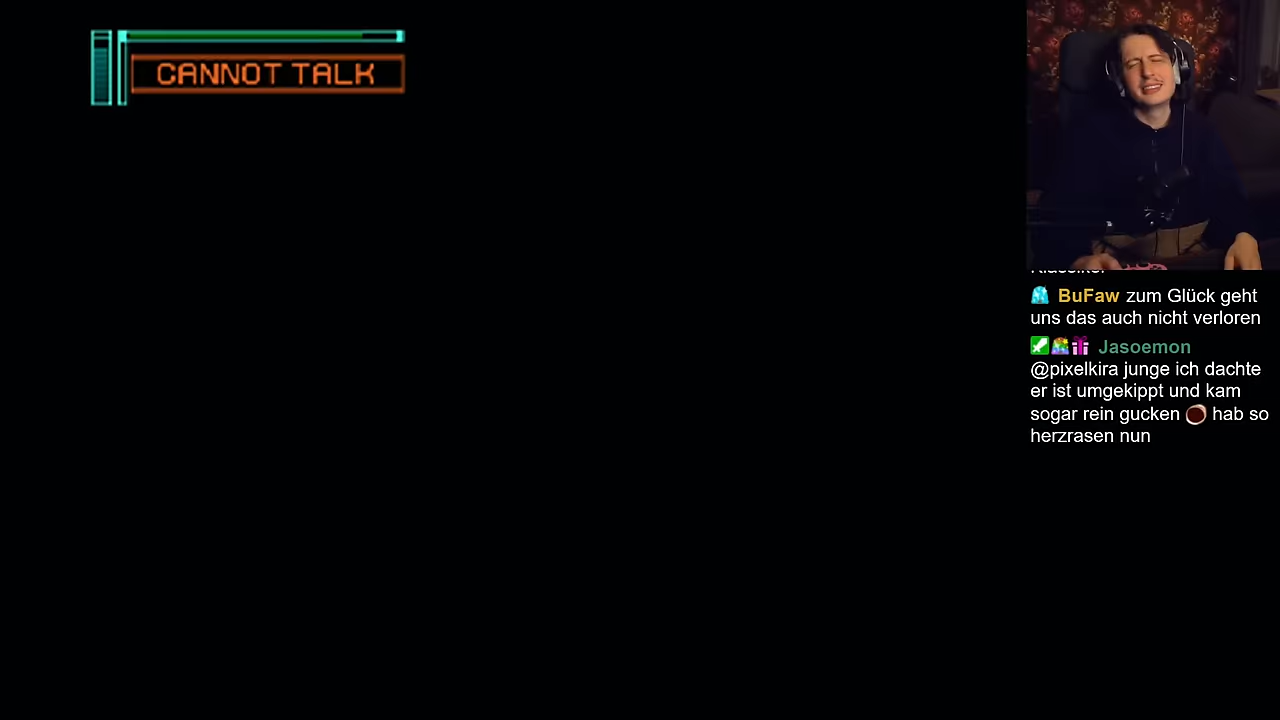 CANNOT TALK
BuFaw zum Glück geht
uns das auch nicht verloren
Jasoemon
@pixelkira junge ich dachte
er ist umgekippt und kam
sogar rein gucken hab so
herzrasen nun